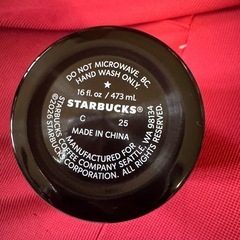 DO NOT MICROWAVE. BC.
HAND WASH ONLY.
16 fl. oz / 473 mL
STARBUCKS®
C 25
MADE IN CHINA
MANUFACTURED FOR
STARBUCKS COFFEE COMPANY SEATTLE, WA 98134
©2026 STARBUCKS CORPORATION. ALL RIGHTS RESERVED.